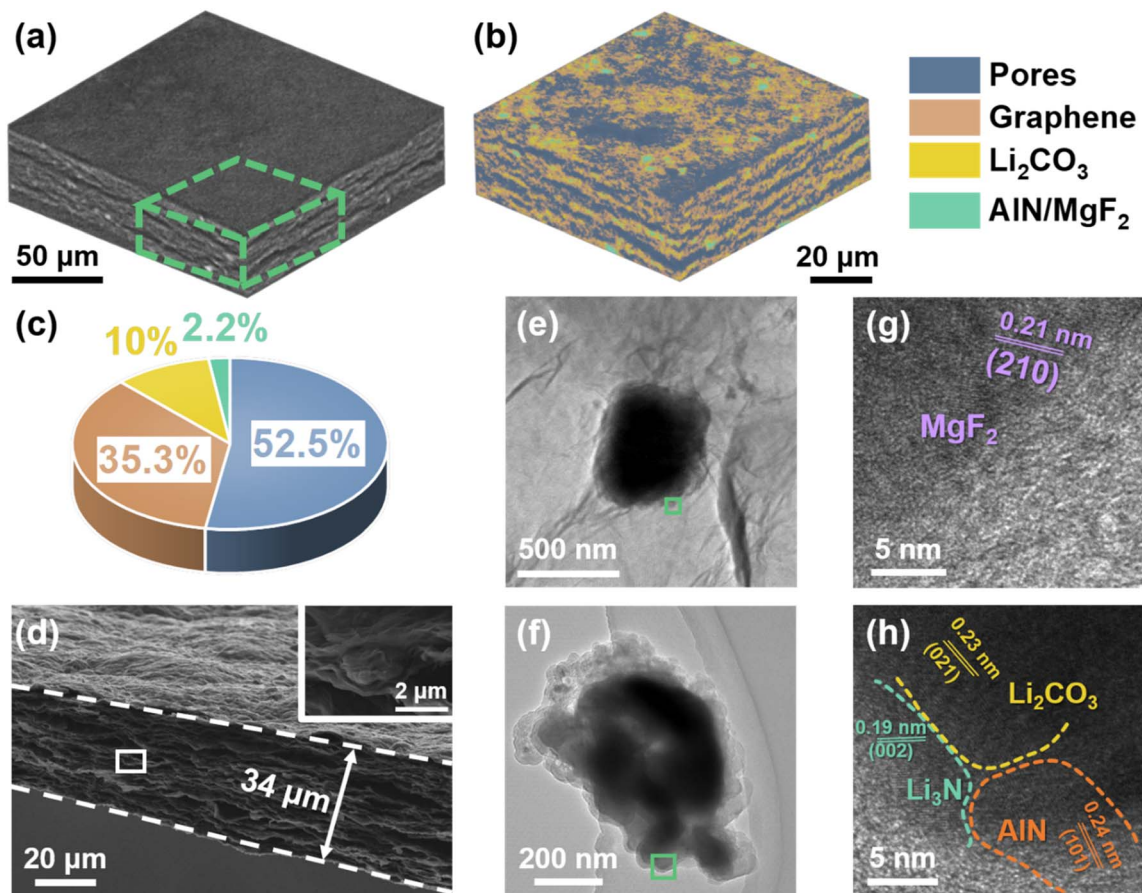 (a)
50 μm
(b)
20 μm
Pores
Graphene
Li₂CO₃
AlN/MgF₂
(c)
10%
2.2%
35.3%
52.5%
(d)
2 μm
34 μm
20 μm
(e)
500 nm
(f)
200 nm
(g)
0.21 nm
(210)
MgF₂
5 nm
(h)
0.23 nm
(021)
Li₂CO₃
0.19 nm
(002)
Li₃N
AlN
0.24 nm
(101)
5 nm